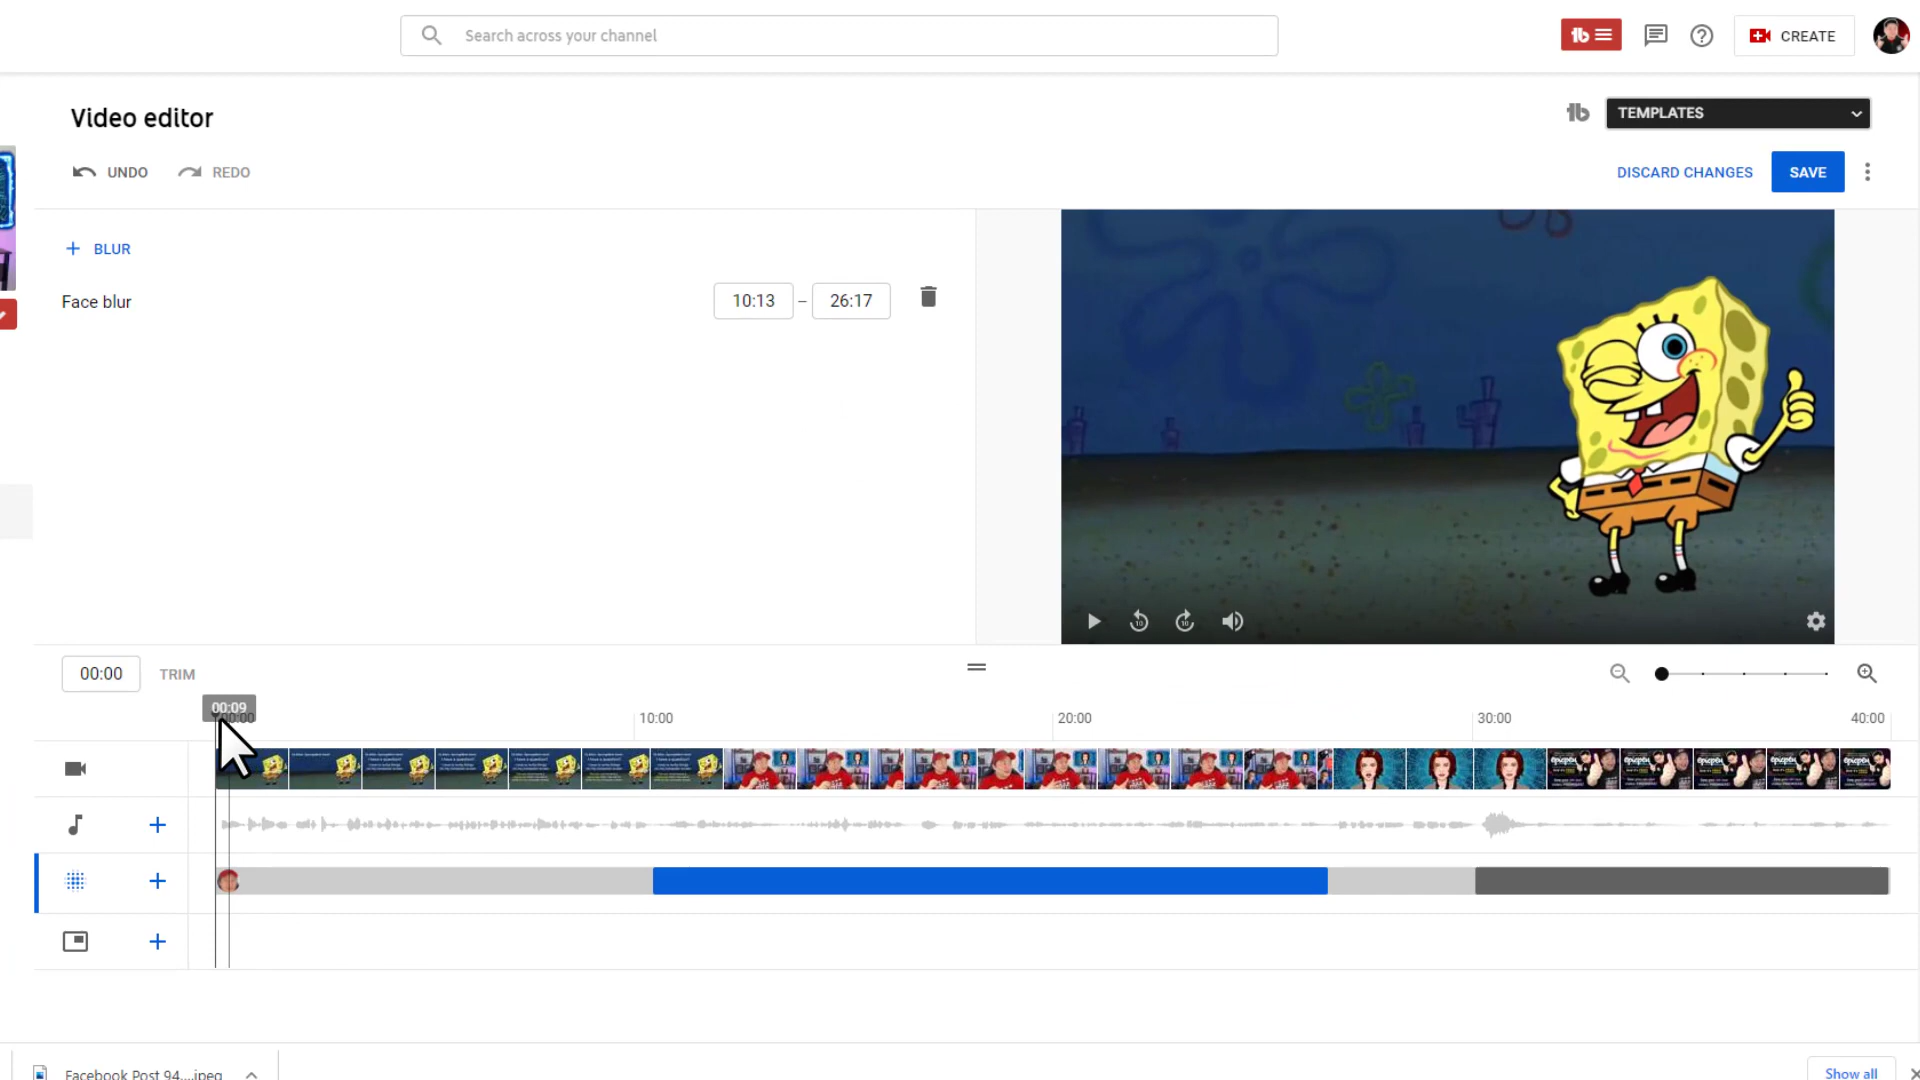 Search across your channel
CREATE
Video editor
TEMPLATES
UNDO
REDO
DISCARD CHANGES
SAVE
+ BLUR
Face blur
10:13 – 26:17
00:00
TRIM
00:09
10:00
20:00
30:00
40:00
Facebook Post 94....jpeg
Show all